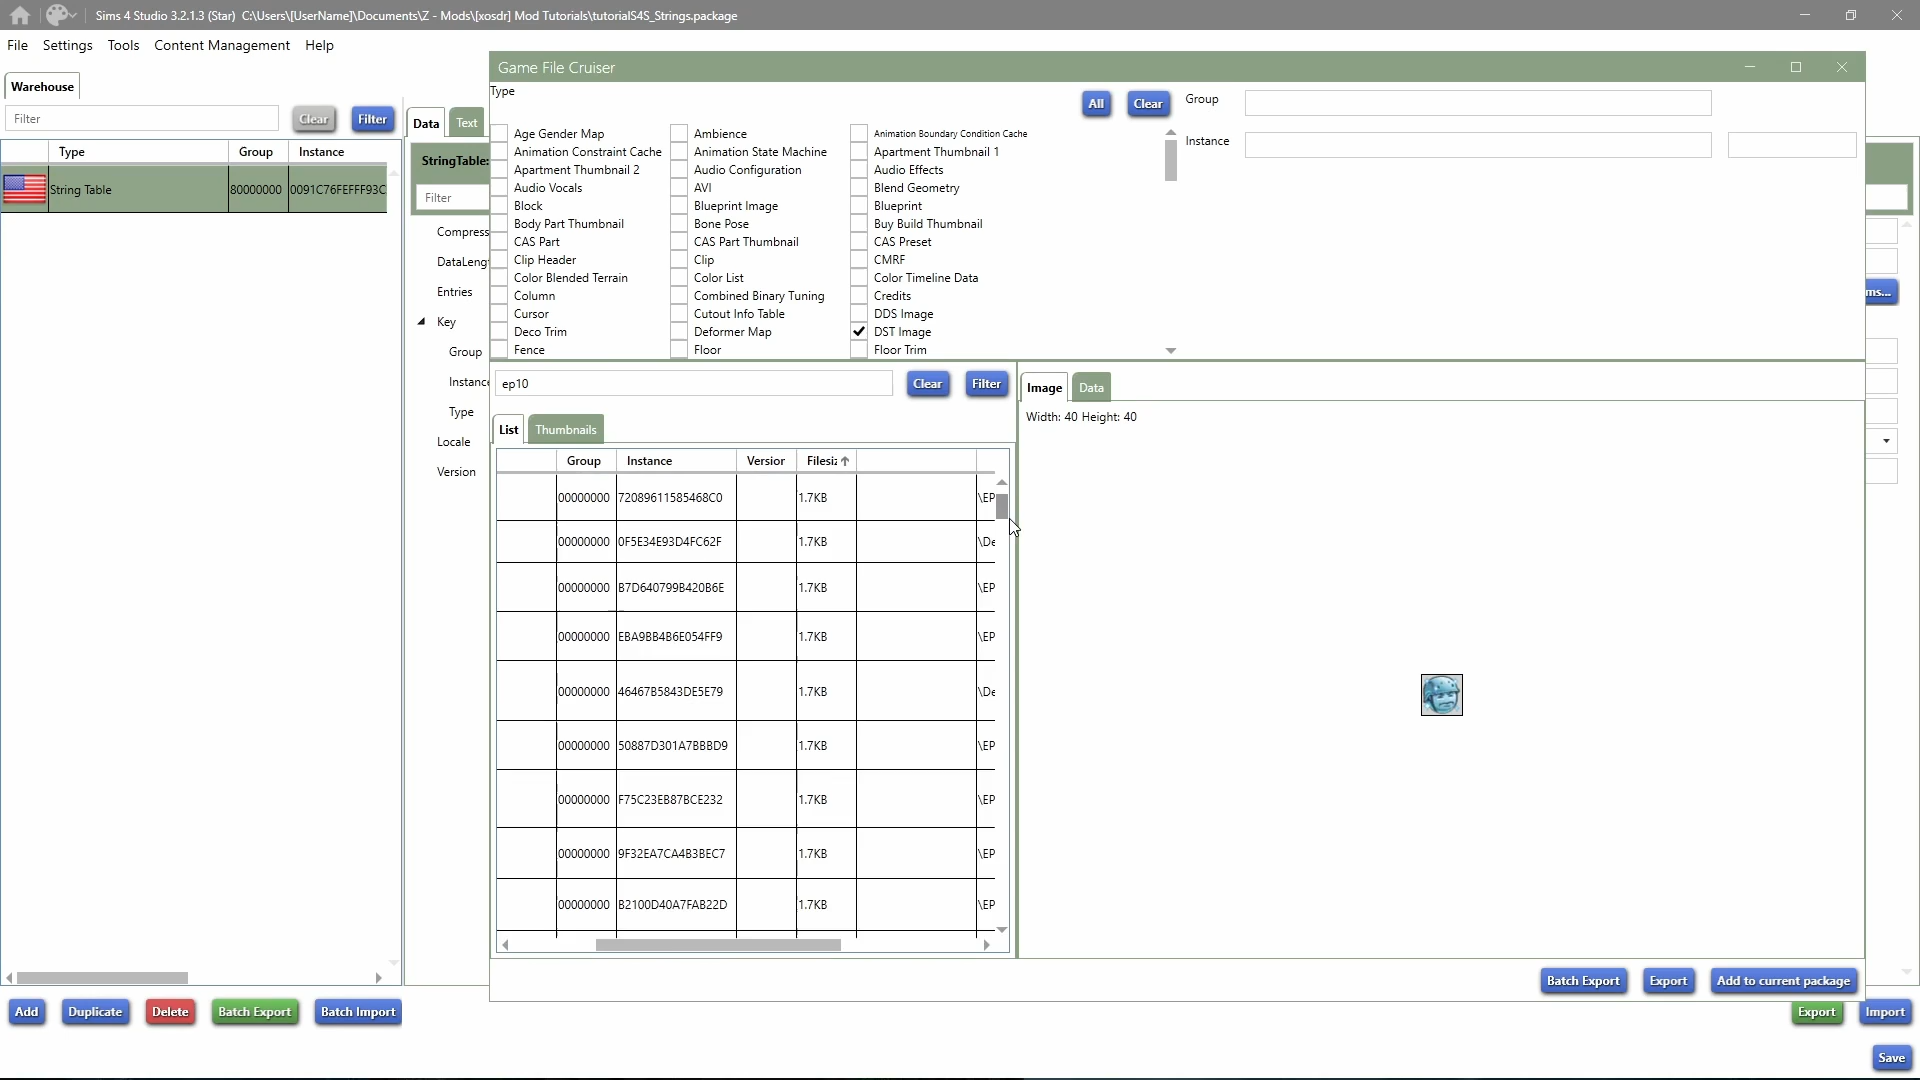 Sims 4 Studio 3.2.1.3 (Star) C:\Users\[UserName]\Documents\Z - Mods\[xosdr] Mod Tutorials\tutorialS4S_Strings.package
File Settings Tools Content Management Help
Warehouse
Filter Clear Filter
Type Group Instance
String Table 80000000 0091C76FEFFF93C
Add Duplicate Delete Batch Export Batch Import
Data Text
StringTable:
Filter
Compress
DataLeng
Entries
Key
Group
Instance
Type
Locale
Version
Game File Cruiser
Type
All Clear
Group
Instance
Age Gender Map Ambience Animation Boundary Condition Cache
Animation Constraint Cache Animation State Machine Apartment Thumbnail 1
Apartment Thumbnail 2 Audio Configuration Audio Effects
Audio Vocals AVI Blend Geometry
Block Blueprint Image Blueprint
Body Part Thumbnail Bone Pose Buy Build Thumbnail
CAS Part CAS Part Thumbnail CAS Preset
Clip Header Clip CMRF
Color Blended Terrain Color List Color Timeline Data
Column Combined Binary Tuning Credits
Cursor Cutout Info Table DDS Image
Deco Trim Deformer Map DST Image
Fence Floor Floor Trim
ep10 Clear Filter
List Thumbnails
Group Instance Version Filesiz
00000000 72089611585468C0 1.7KB \EP
00000000 0F5E34E93D4FC62F 1.7KB \De
00000000 B7D640799B420B6E 1.7KB \EP
00000000 EBA9BB4B6E054FF9 1.7KB \EP
00000000 46467B5843DE5E79 1.7KB \De
00000000 50887D301A7BBBD9 1.7KB \EP
00000000 F75C23EB87BCE232 1.7KB \EP
00000000 9F32EA7CA4B3BEC7 1.7KB \EP
00000000 B2100D40A7FAB22D 1.7KB \EP
Image Data
Width: 40 Height: 40
Batch Export Export Add to current package
ms...
Export Import
Save